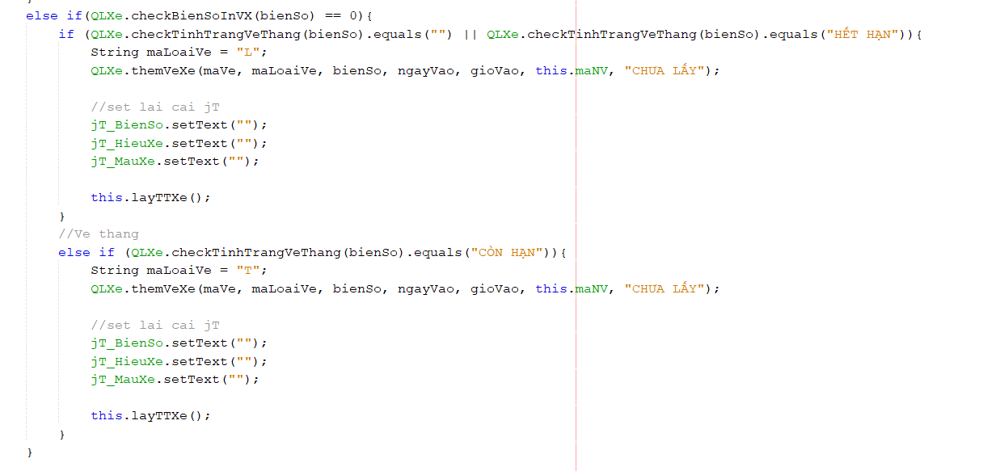 else if(QLXe.checkBienSoInVX(bienSo) == 0){
if (QLXe.checkTinhTrangVeThang(bienSo).equals("") || QLXe.checkTinhTrangVeThang(bienSo).equals("HẾT HẠN")){
String maLoaiVe = "L";
QLXe.themVeXe(maVe, maLoaiVe, bienSo, ngayVao, gioVao, this.maNV, "CHƯA LẤY");
//set lai cai jT
jT_BienSo.setText("");
jT_HieuXe.setText("");
jT_MauXe.setText("");
this.layTTXe();
}
//Ve thang
else if (QLXe.checkTinhTrangVeThang(bienSo).equals("CÒN HẠN")){
String maLoaiVe = "T";
QLXe.themVeXe(maVe, maLoaiVe, bienSo, ngayVao, gioVao, this.maNV, "CHƯA LẤY");
//set lai cai jT
jT_BienSo.setText("");
jT_HieuXe.setText("");
jT_MauXe.setText("");
this.layTTXe();
}
}